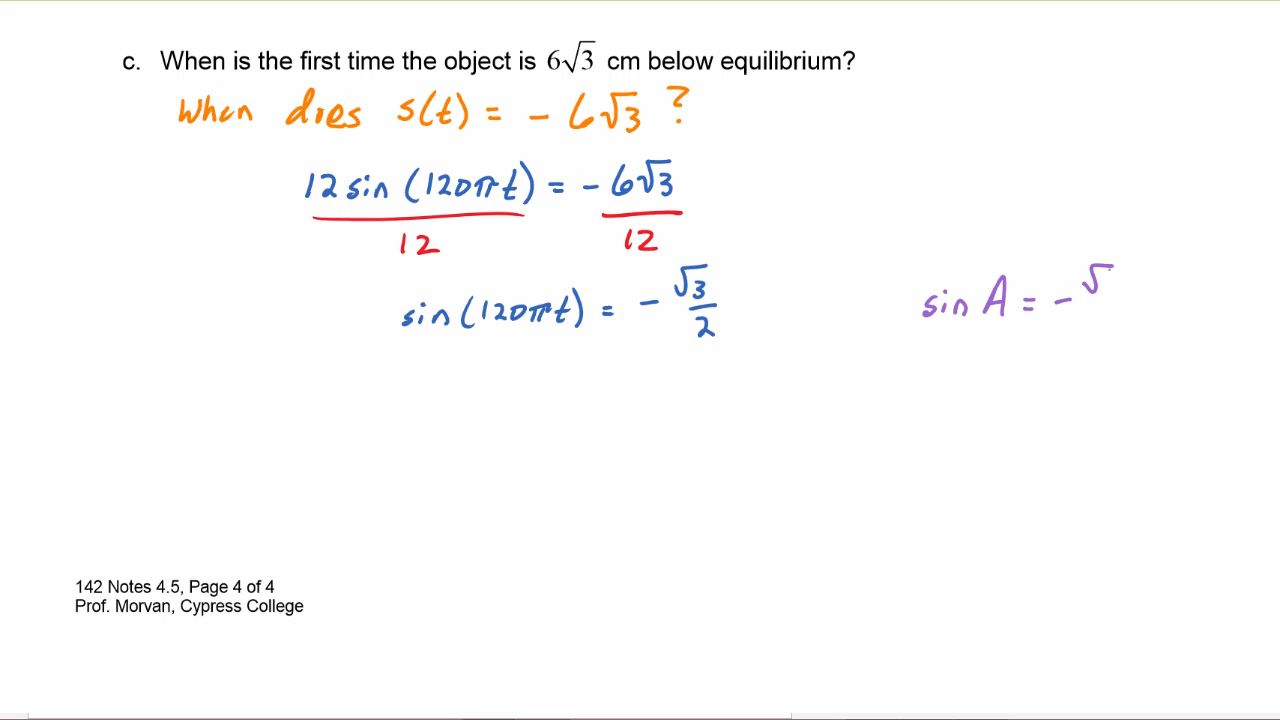 c. When is the first time the object is 6√3 cm below equilibrium?
When does s(t) = - 6√3 ?
12 sin (120πt) = - 6√3
12 12
sin (120πt) = - √3/2
sin A = - √
142 Notes 4.5, Page 4 of 4
Prof. Morvan, Cypress College